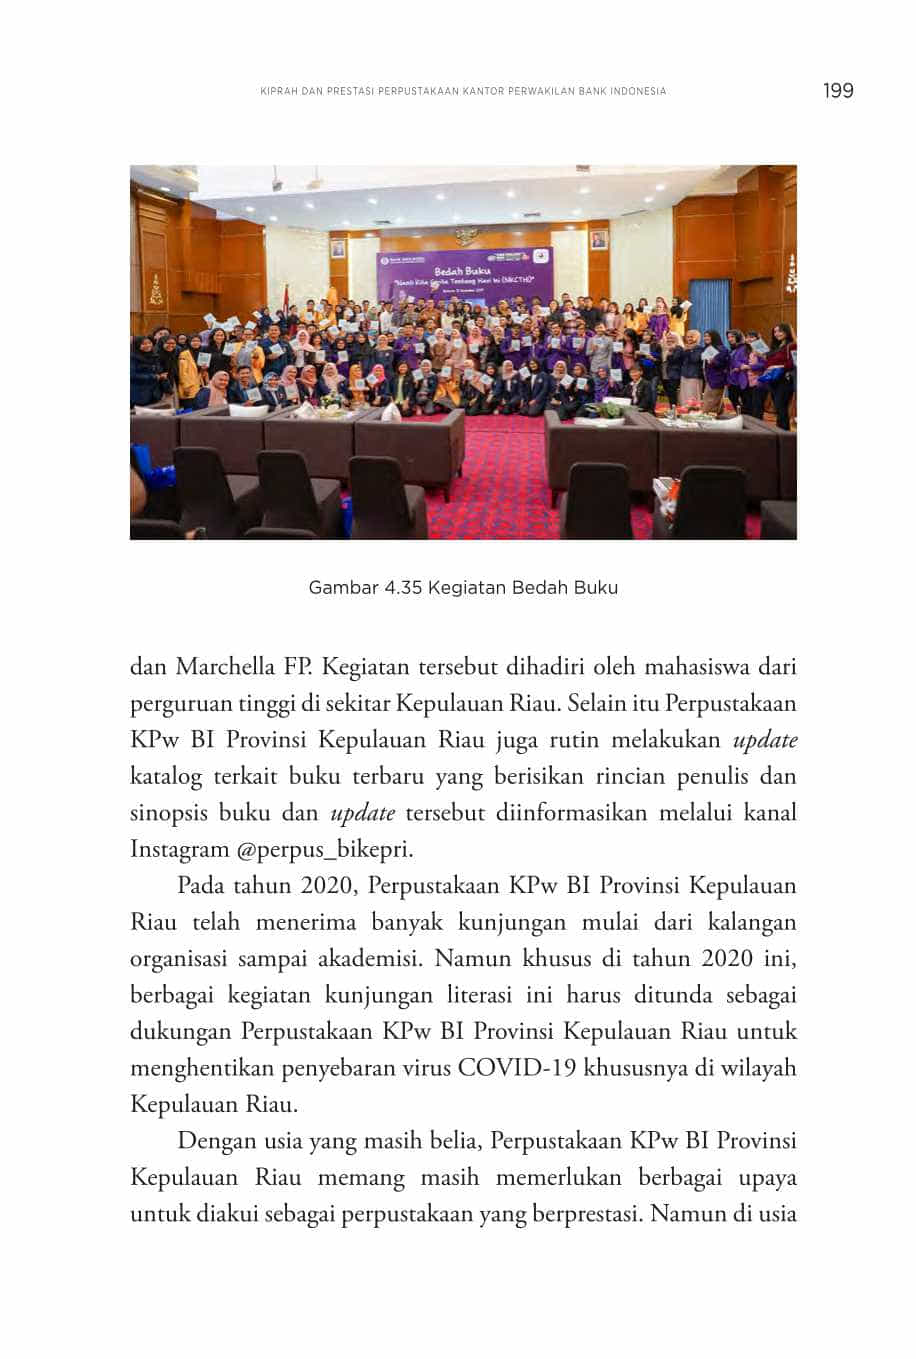 KIPRAH DAN PRESTASI PERPUSTAKAAN KANTOR PERWAKILAN BANK INDONESIA
199
BANK INDONESIA
Bedah Buku
"Nanti Kita Cerita Tentang Hari Ini (NKCTHI)"
Gambar 4.35 Kegiatan Bedah Buku
dan Marchella FP. Kegiatan tersebut dihadiri oleh mahasiswa dari
perguruan tinggi di sekitar Kepulauan Riau. Selain itu Perpustakaan
KPw BI Provinsi Kepulauan Riau juga rutin melakukan update
katalog terkait buku terbaru yang berisikan rincian penulis dan
sinopsis buku dan update tersebut diinformasikan melalui kanal
Instagram @perpus_bikepri.
Pada tahun 2020, Perpustakaan KPw BI Provinsi Kepulauan
Riau telah menerima banyak kunjungan mulai dari kalangan
organisasi sampai akademisi. Namun khusus di tahun 2020 ini,
berbagai kegiatan kunjungan literasi ini harus ditunda sebagai
dukungan Perpustakaan KPw BI Provinsi Kepulauan Riau untuk
menghentikan penyebaran virus COVID-19 khususnya di wilayah
Kepulauan Riau.
Dengan usia yang masih belia, Perpustakaan KPw BI Provinsi
Kepulauan Riau memang masih memerlukan berbagai upaya
untuk diakui sebagai perpustakaan yang berprestasi. Namun di usia